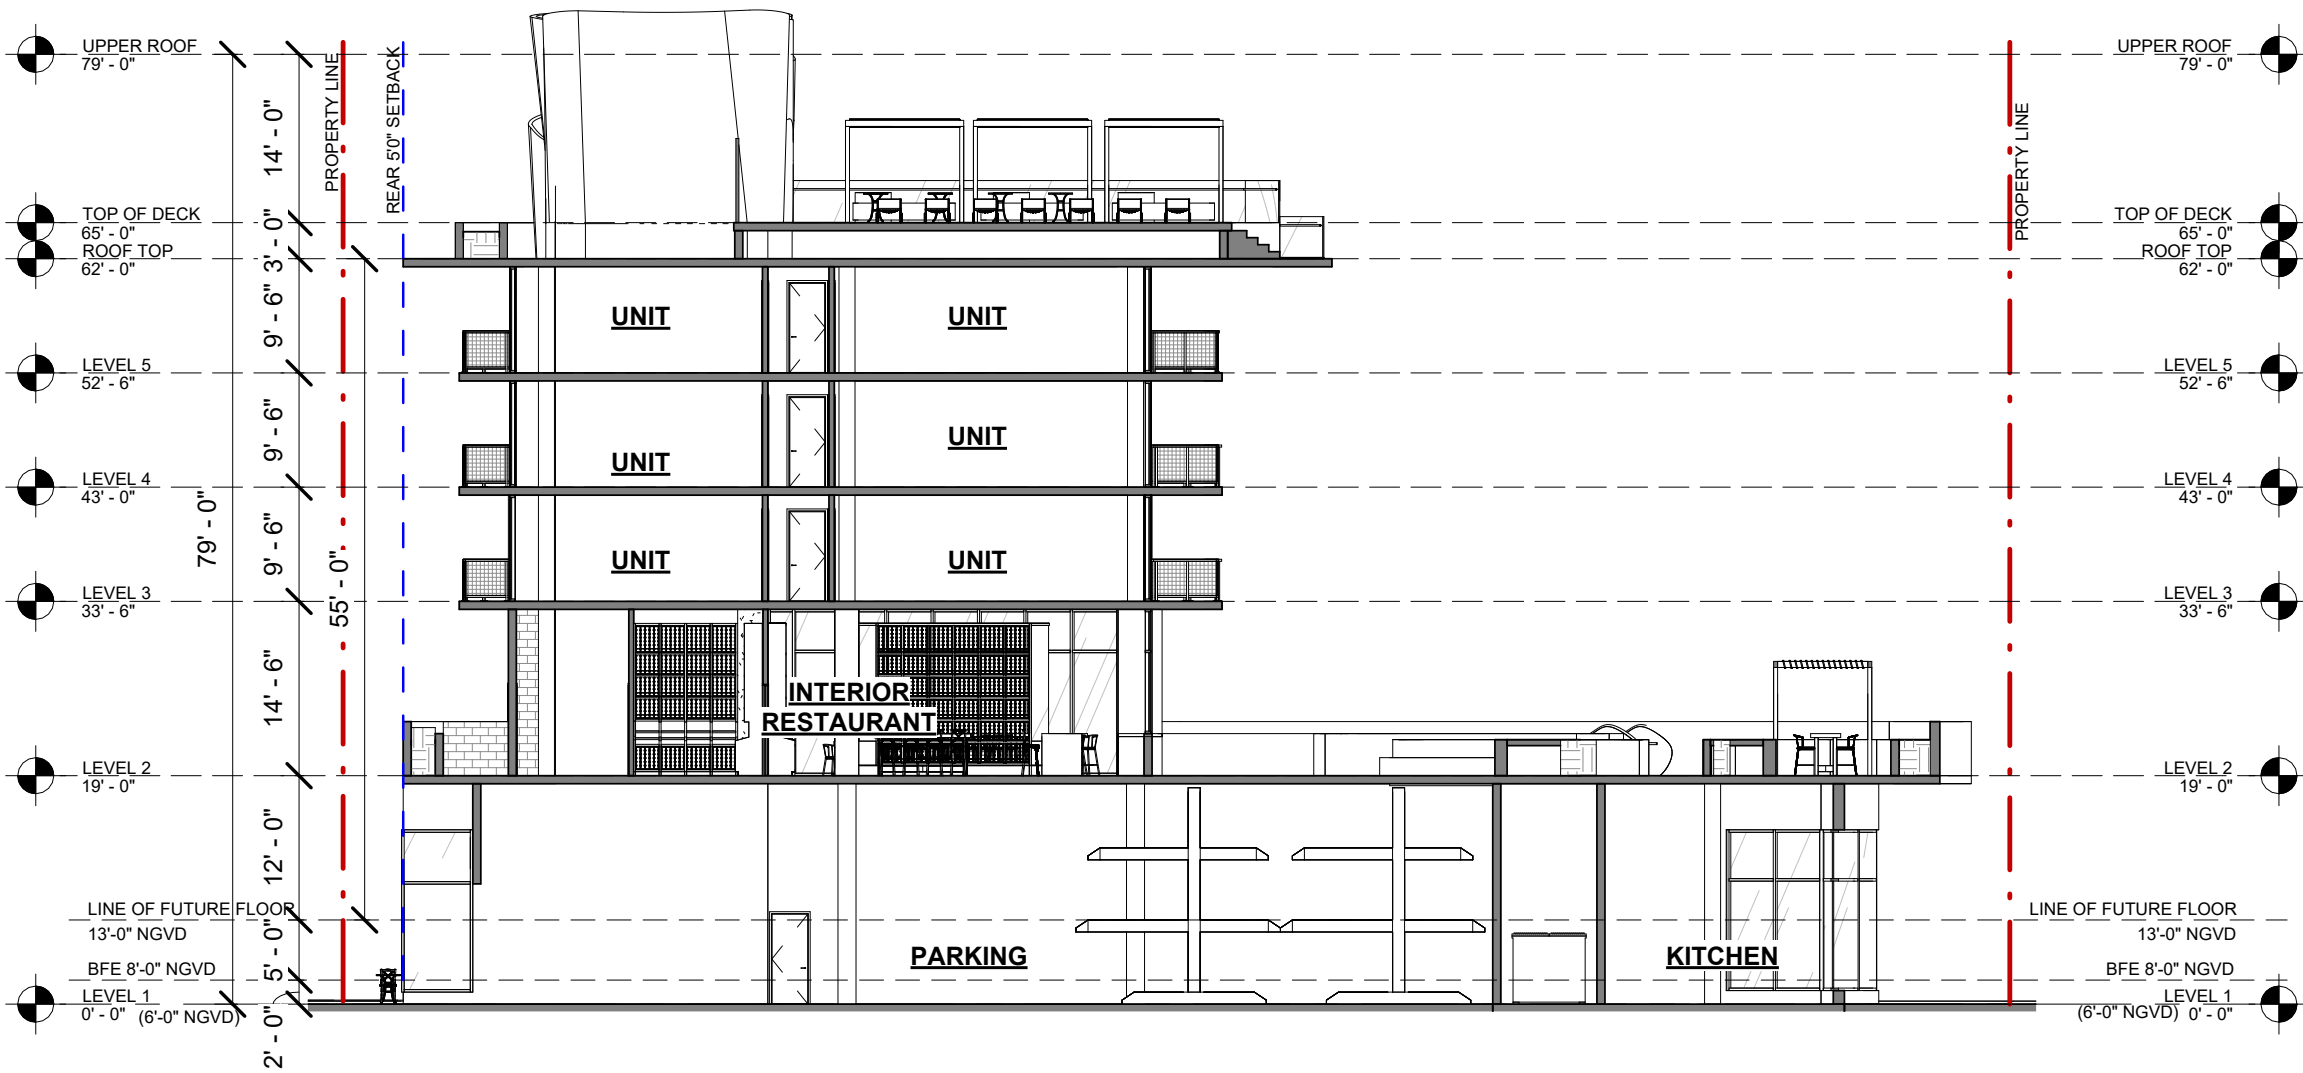 UPPER ROOF
79' - 0"
TOP OF DECK
65' - 0"
ROOF TOP
62' - 0"
LEVEL 5
52' - 6"
LEVEL 4
43' - 0"
LEVEL 3
33' - 6"
LEVEL 2
19' - 0"
LINE OF FUTURE FLOOR
13'-0" NGVD
BFE 8'-0" NGVD
LEVEL 1
0' - 0" (6'-0" NGVD)
79' - 0"
14' - 0"
3' - 0"
9' - 6"
9' - 6"
9' - 6"
14' - 6"
12' - 0"
5' - 0"
2' - 0"
55' - 0"
PROPERTY LINE
REAR 5'0" SETBACK
UNIT
UNIT
UNIT
UNIT
UNIT
UNIT
INTERIOR
RESTAURANT
PARKING
KITCHEN
PROPERTY LINE
UPPER ROOF
79' - 0"
TOP OF DECK
65' - 0"
ROOF TOP
62' - 0"
LEVEL 5
52' - 6"
LEVEL 4
43' - 0"
LEVEL 3
33' - 6"
LEVEL 2
19' - 0"
LINE OF FUTURE FLOOR
13'-0" NGVD
BFE 8'-0" NGVD
LEVEL 1
(6'-0" NGVD) 0' - 0"